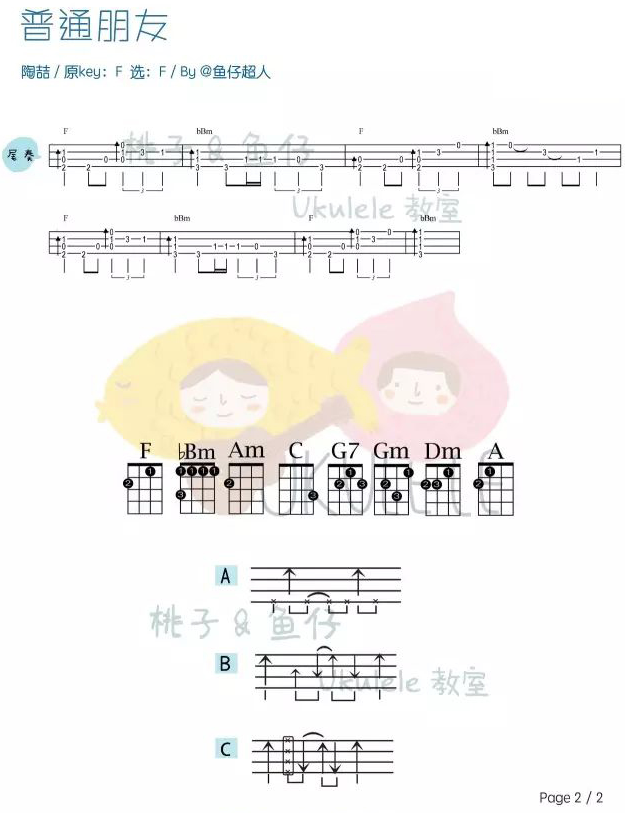 普通朋友
陶喆 / 原key: F 选: F / By @鱼仔超人
F bBm F bBm
尾奏
桃子 & 鱼仔
Ukulele 教室
F bBm F bBm
UKULELE
F ♭Bm Am C G7 Gm Dm A
A
桃子 & 鱼仔
B
Ukulele 教室
C
Page 2 / 2